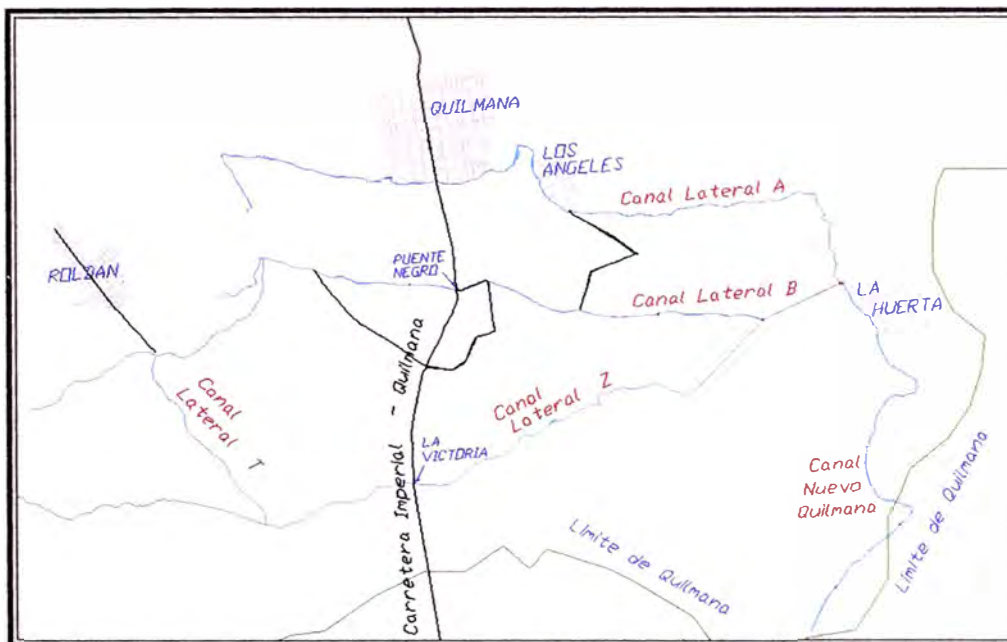 QUILMANA
LOS
ANGELES
Canal Lateral A
ROLDAN
PUENTE
NEGRO
Canal Lateral B
LA
HUERTA
Canal
Lateral T
Canal
Lateral Z
Carretera Imperial - Quilmana
LA
VICTORIA
Canal
Nuevo
Quilmana
Limite de Quilmana
Limite de Quilmana